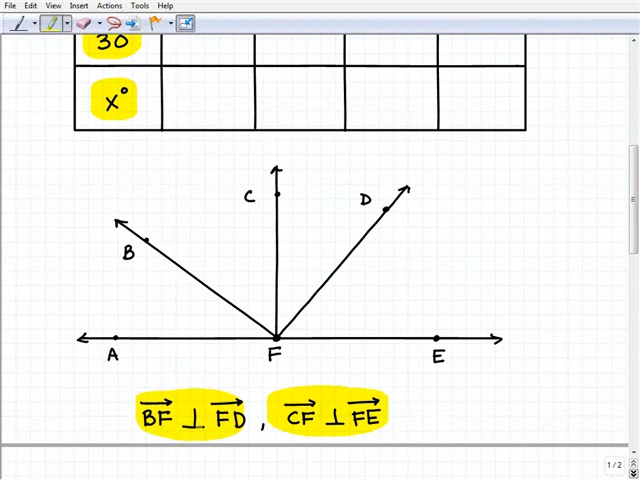 File Edit View Insert Actions Tools Help
30
x°
C
D
B
A
F
E
BF ⊥ FD , CF ⊥ FE
1 / 2